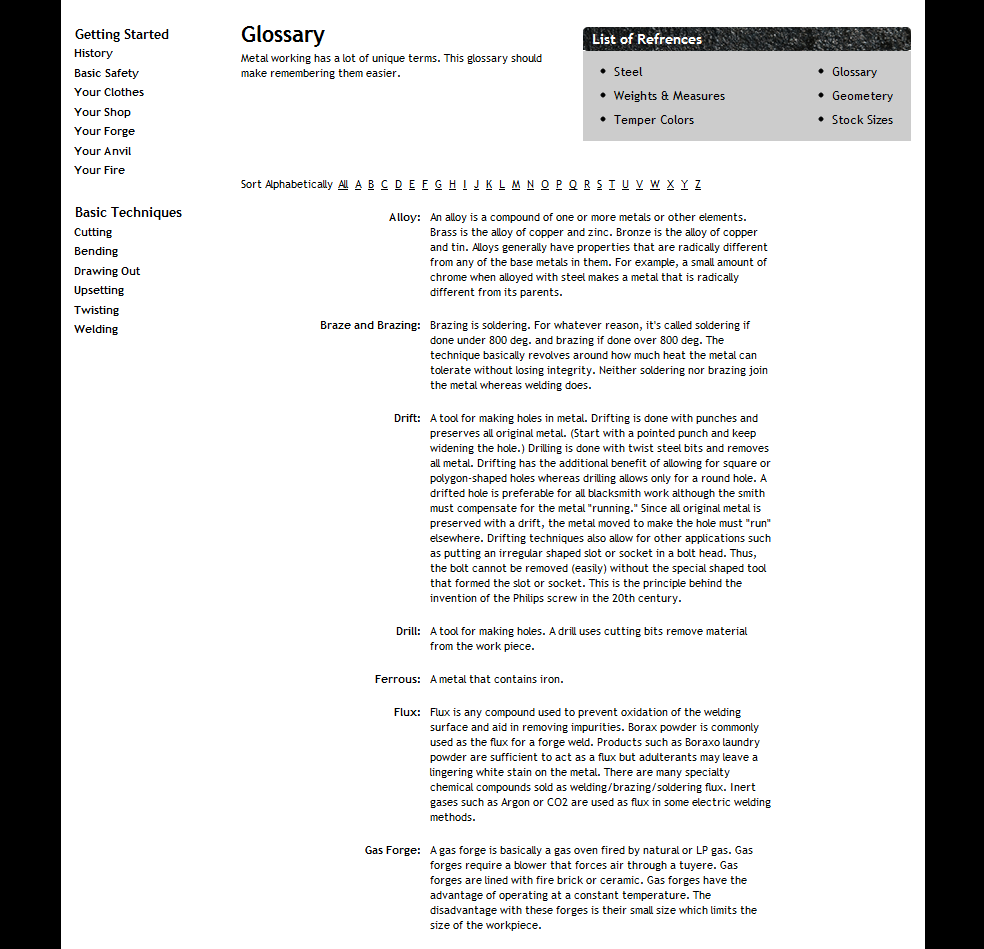 Getting Started
History
Basic Safety
Your Clothes
Your Shop
Your Forge
Your Anvil
Your Fire
Basic Techniques
Cutting
Bending
Drawing Out
Upsetting
Twisting
Welding
Glossary
Metal working has a lot of unique terms. This glossary should
make remembering them easier.
List of Refrences
Steel
Weights & Measures
Temper Colors
Glossary
Geometery
Stock Sizes
Sort Alphabetically All A B C D E F G H I J K L M N O P Q R S T U V W X Y Z
Alloy: An alloy is a compound of one or more metals or other elements.
Brass is the alloy of copper and zinc. Bronze is the alloy of copper
and tin. Alloys generally have properties that are radically different
from any of the base metals in them. For example, a small amount of
chrome when alloyed with steel makes a metal that is radically
different from its parents.
Braze and Brazing: Brazing is soldering. For whatever reason, it's called soldering if
done under 800 deg. and brazing if done over 800 deg. The
technique basically revolves around how much heat the metal can
tolerate without losing integrity. Neither soldering nor brazing join
the metal whereas welding does.
Drift: A tool for making holes in metal. Drifting is done with punches and
preserves all original metal. (Start with a pointed punch and keep
widening the hole.) Drilling is done with twist steel bits and removes
all metal. Drifting has the additional benefit of allowing for square or
polygon-shaped holes whereas drilling allows only for a round hole. A
drifted hole is preferable for all blacksmith work although the smith
must compensate for the metal "running." Since all original metal is
preserved with a drift, the metal moved to make the hole must "run"
elsewhere. Drifting techniques also allow for other applications such
as putting an irregular shaped slot or socket in a bolt head. Thus,
the bolt cannot be removed (easily) without the special shaped tool
that formed the slot or socket. This is the principle behind the
invention of the Philips screw in the 20th century.
Drill: A tool for making holes. A drill uses cutting bits remove material
from the work piece.
Ferrous: A metal that contains iron.
Flux: Flux is any compound used to prevent oxidation of the welding
surface and aid in removing impurities. Borax powder is commonly
used as the flux for a forge weld. Products such as Boraxo laundry
powder are sufficient to act as a flux but adulterants may leave a
lingering white stain on the metal. There are many specialty
chemical compounds sold as welding/brazing/soldering flux. Inert
gases such as Argon or CO2 are used as flux in some electric welding
methods.
Gas Forge: A gas forge is basically a gas oven fired by natural or LP gas. Gas
forges require a blower that forces air through a tuyere. Gas
forges are lined with fire brick or ceramic. Gas forges have the
advantage of operating at a constant temperature. The
disadvantage with these forges is their small size which limits the
size of the workpiece.